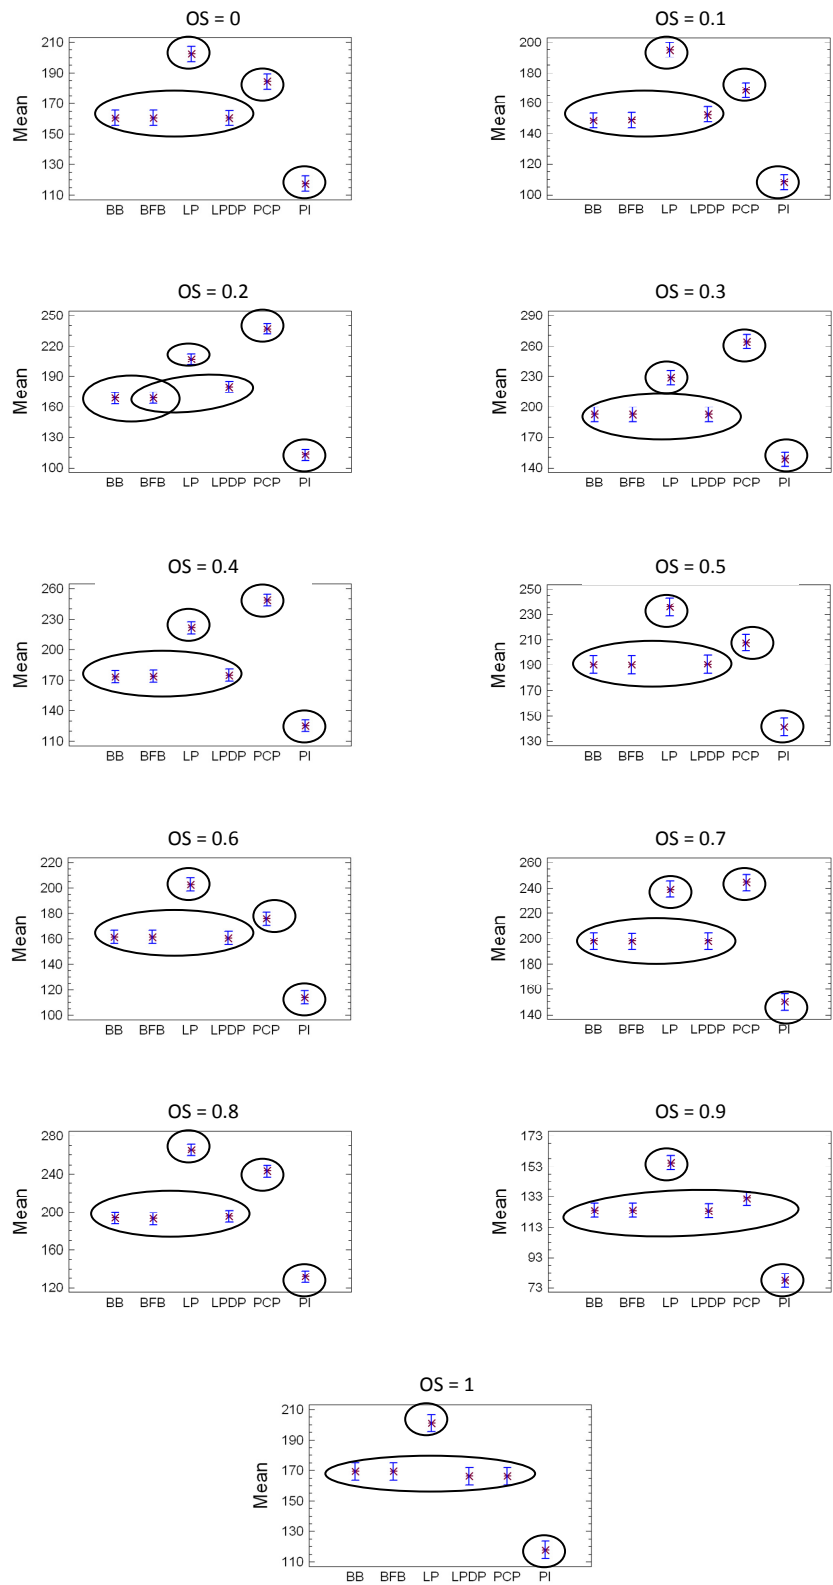 OS = 0
210
190
170
150
130
110
Mean
BB BFB LP LPDP PCP PI
OS = 0.1
200
180
160
140
120
100
Mean
BB BFB LP LPDP PCP PI
OS = 0.2
250
220
190
160
130
100
Mean
BB BFB LP LPDP PCP PI
OS = 0.3
290
260
230
200
170
140
Mean
BB BFB LP LPDP PCP PI
OS = 0.4
260
230
200
170
140
110
Mean
BB BFB LP LPDP PCP PI
OS = 0.5
250
230
210
190
170
150
130
Mean
BB BFB LP LPDP PCP PI
OS = 0.6
220
200
180
160
140
120
100
Mean
BB BFB LP LPDP PCP PI
OS = 0.7
260
240
220
200
180
160
140
Mean
BB BFB LP LPDP PCP PI
OS = 0.8
280
240
200
160
120
Mean
BB BFB LP LPDP PCP PI
OS = 0.9
173
153
133
113
93
73
Mean
BB BFB LP LPDP PCP PI
OS = 1
210
190
170
150
130
110
Mean
BB BFB LP LPDP PCP PI